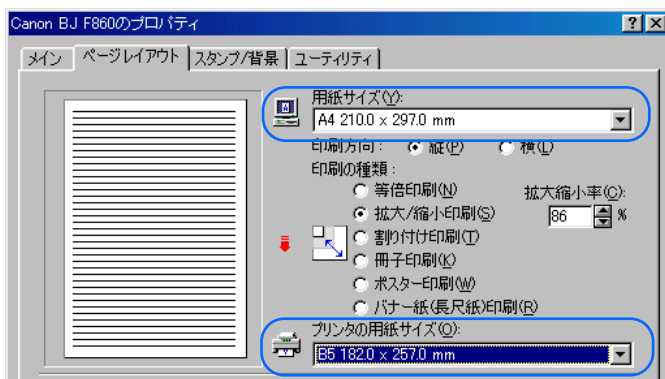 Canon BJ F860のプロパティ
メイン ページレイアウト スタンプ/背景 ユーティリティ
用紙サイズ(Y):
A4 210.0 x 297.0 mm
印刷方向: 縦(P) 横(L)
印刷の種類:
等倍印刷(N) 拡大縮小率(C):
拡大/縮小印刷(S) 86 %
割り付け印刷(T)
冊子印刷(K)
ポスター印刷(W)
バナー紙(長尺紙)印刷(R)
プリンタの用紙サイズ(O):
B5 182.0 x 257.0 mm